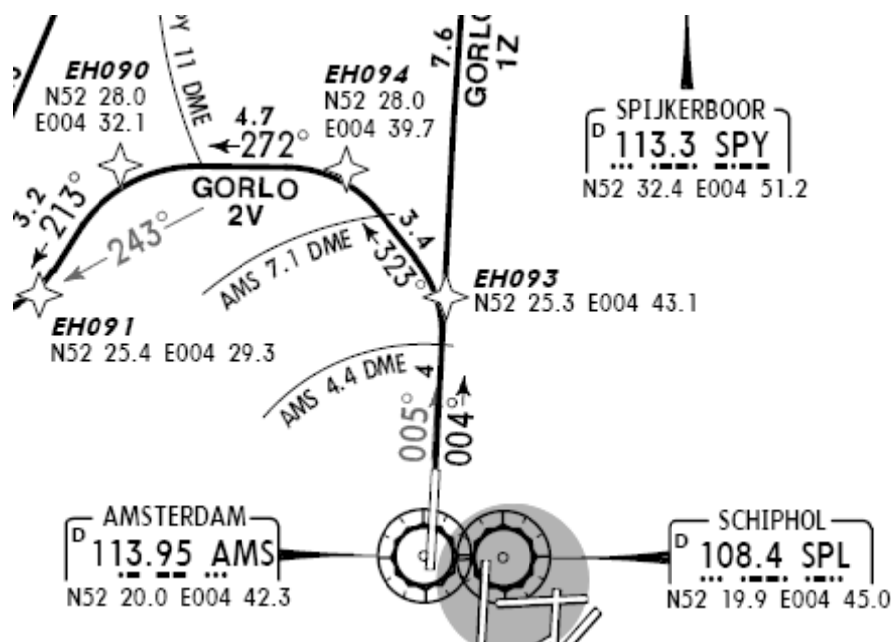 EH090
N52 28.0
E004 32.1
11 DME
4.7
272°
GORLO
2V
EH094
N52 28.0
E004 39.7
7.6
GORLO
1Z
SPIJKERBOOR
D 113.3 SPY
N52 32.4 E004 51.2
3.2
213°
243°
EH091
N52 25.4 E004 29.3
AMS 7.1 DME
3.4
323°
EH093
N52 25.3 E004 43.1
AMS 4.4 DME
4
005°
004°
AMSTERDAM
D 113.95 AMS
N52 20.0 E004 42.3
SCHIPHOL
D 108.4 SPL
N52 19.9 E004 45.0